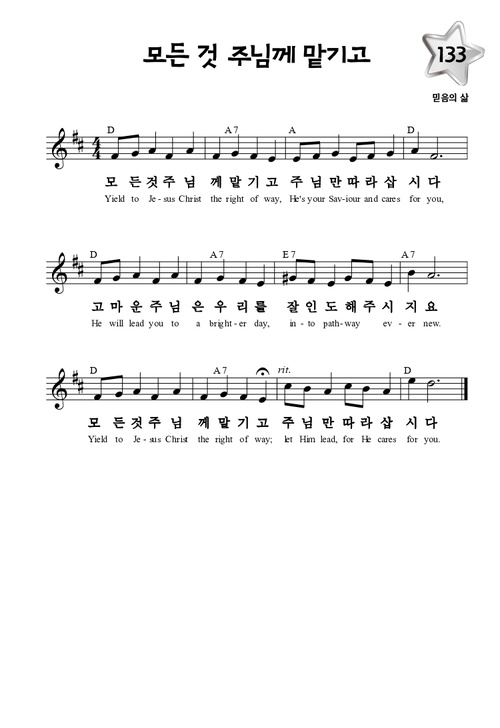 모든 것 주님께 맡기고
133
믿음의 삶
D A7 A D
모 든것주 님 께 맡 기 고 주 님 만 따 라 삽 시 다
Yield to Je - sus Christ the right of way, He's your Sav-iour and cares for you,
D A7 E7 A7
고 마 운 주 님 은 우 리 를 잘 인 도 해 주 시 지 요
He will lead you to a bright-er day, in - to path-way ev - er new.
D A7 rit. D
모 든것주 님 께 맡 기 고 주 님 만 따 라 삽 시 다
Yield to Je - sus Christ the right of way; let Him lead, for He cares for you.